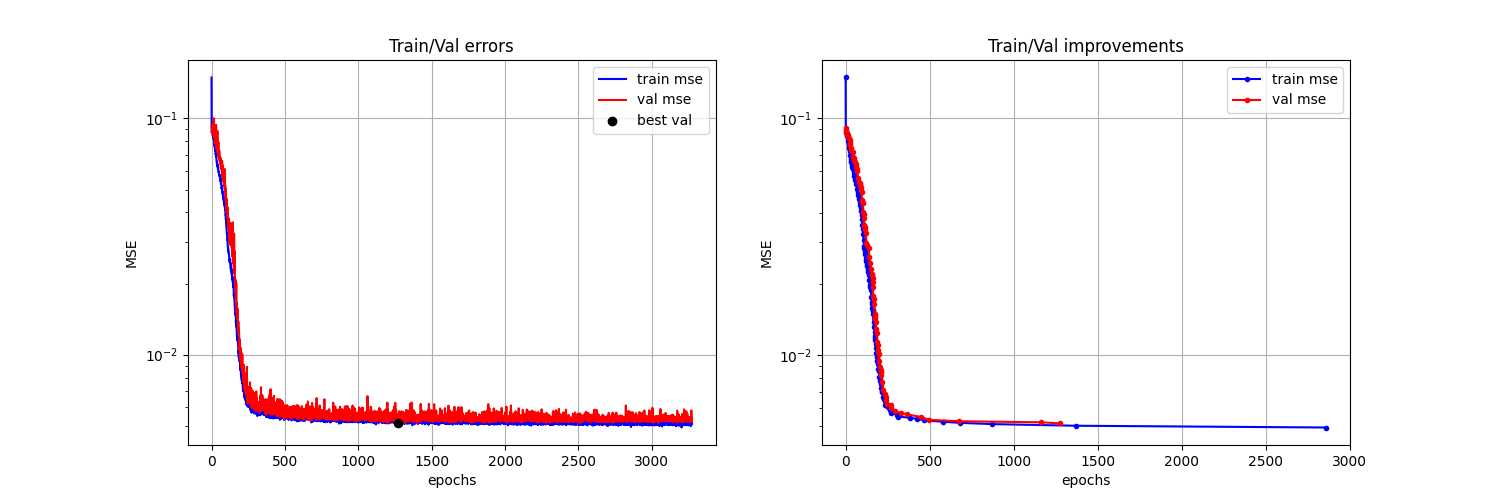 Train/Val errors
train mse
val mse
best val
MSE
10⁻¹
10⁻²
0 500 1000 1500 2000 2500 3000
epochs
Train/Val improvements
train mse
val mse
MSE
10⁻¹
10⁻²
0 500 1000 1500 2000 2500 3000
epochs